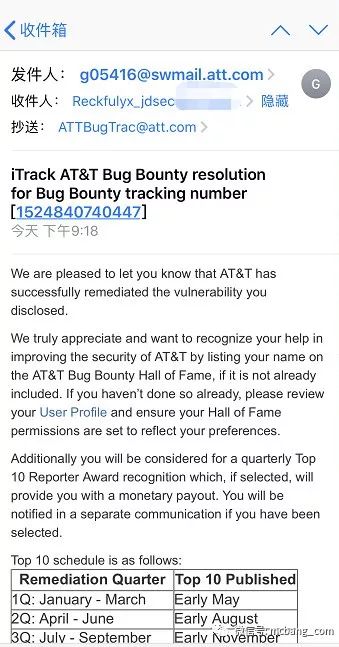 收件箱
发件人： g05416@swmail.att.com
G
收件人： Reckfulyx_jdsec 隐藏
抄送： ATTBugTrac@att.com
iTrack AT&T Bug Bounty resolution
for Bug Bounty tracking number
[1524840740447]
今天 下午9:18
We are pleased to let you know that AT&T has
successfully remediated the vulnerability you
disclosed.
We truly appreciate and want to recognize your help in
improving the security of AT&T by listing your name on
the AT&T Bug Bounty Hall of Fame, if it is not already
included. If you haven’t done so already, please review
your User Profile and ensure your Hall of Fame
permissions are set to reflect your preferences.
Additionally you will be considered for a quarterly Top
10 Reporter Award recognition which, if selected, will
provide you with a monetary payout. You will be
notified in a separate communication if you have been
selected.
Top 10 schedule is as follows:
Remediation Quarter Top 10 Published
1Q: January - March Early May
2Q: April - June Early August
3Q: July - September Early November